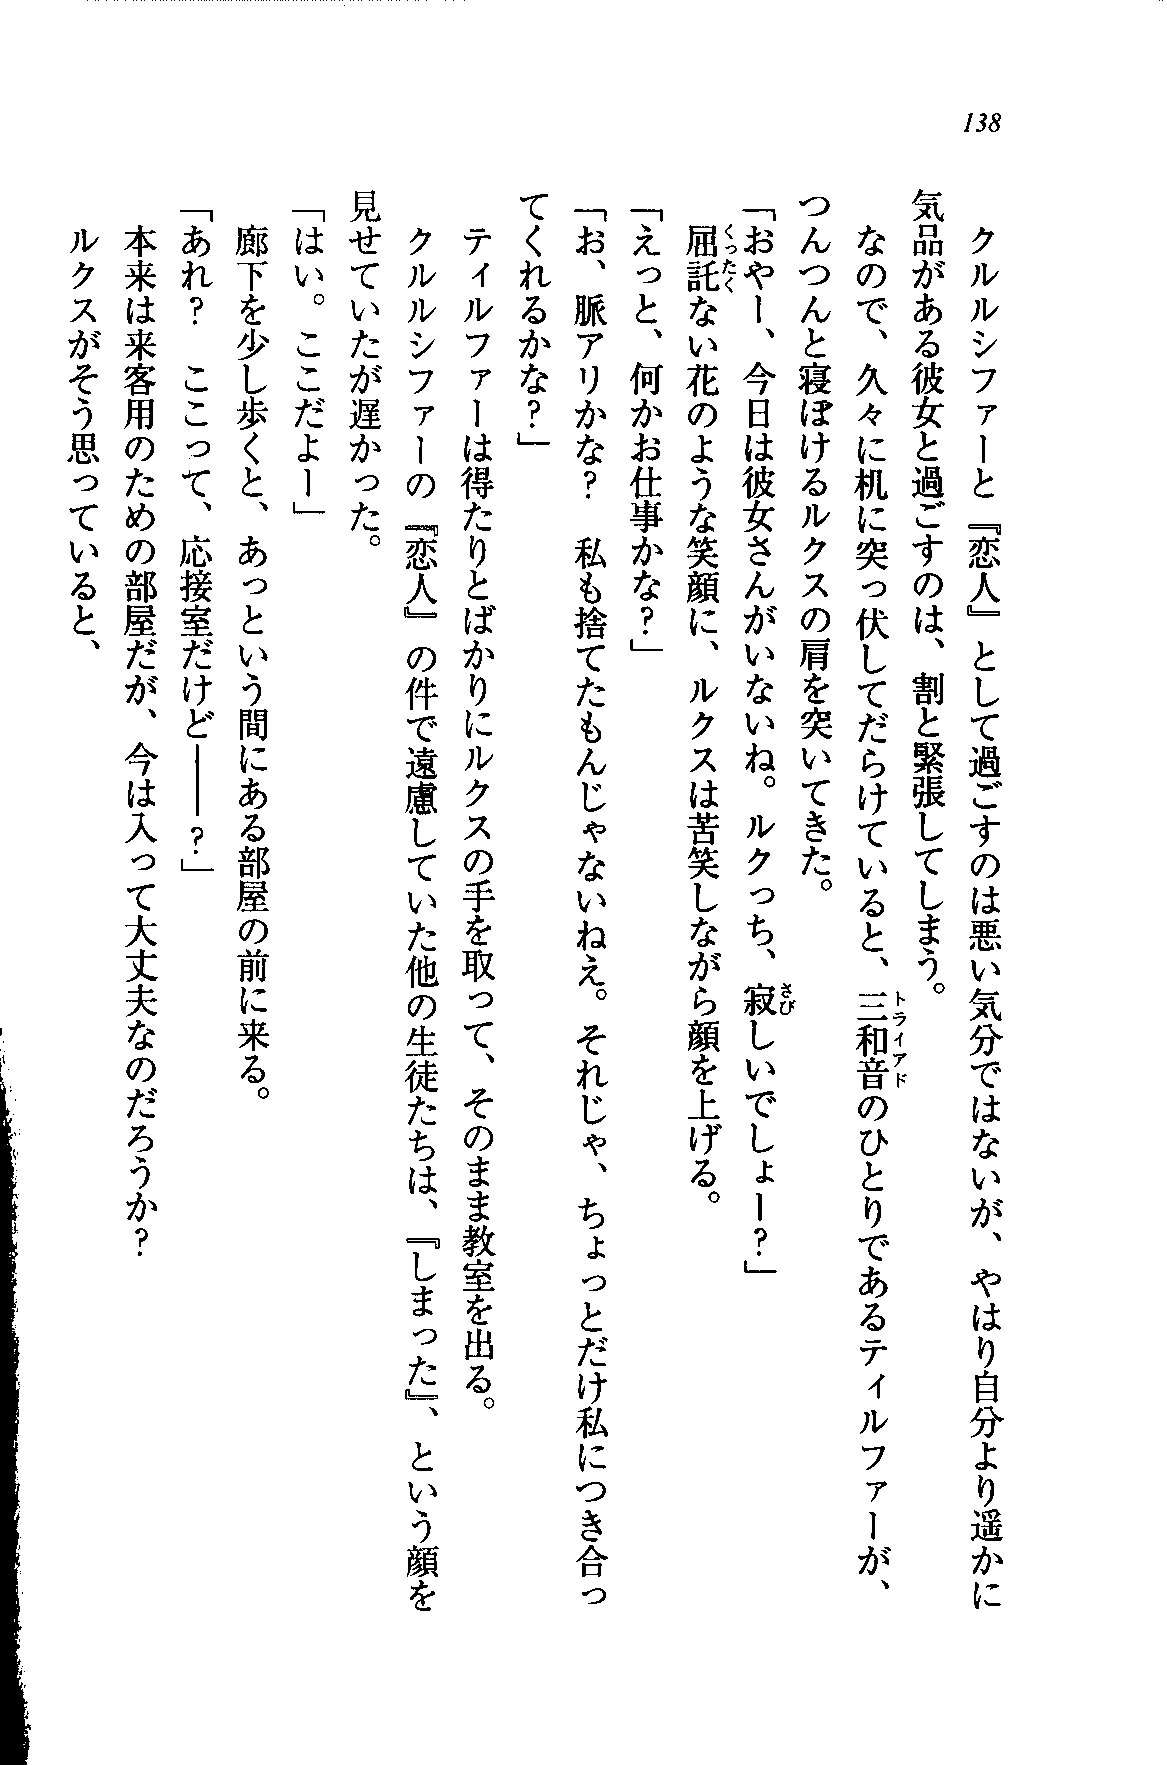 138
クルルシファーと『恋人』として過ごすのは悪い気分ではないが、やはり自分より遥かに
気品がある彼女と過ごすのは、割と緊張してしまう。
なので、久々に机に突っ伏してだらけていると、三和音のひとりであるティルファーが、
つんつんと寝ぼけるルクスの肩を突いてきた。
「おやー、今日は彼女さんがいないね。ルクっち、寂しいでしょー？」
屈託ない花のような笑顔に、ルクスは苦笑しながら顔を上げる。
「えっと、何かお仕事かな？」
「お、脈アリかな？　私も捨てたもんじゃないねえ。それじゃ、ちょっとだけ私につき合っ
てくれるかな？」
ティルファーは得たりとばかりにルクスの手を取って、そのまま教室を出る。
クルルシファーの『恋人』の件で遠慮していた他の生徒たちは、『しまった』、という顔を
見せていたが遅かった。
「はい。ここだよー」
廊下を少し歩くと、あっという間にある部屋の前に来る。
「あれ？　ここって、応接室だけど――？」
本来は来客用のための部屋だが、今は入って大丈夫なのだろうか？
ルクスがそう思っていると、